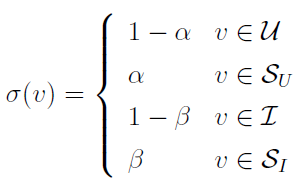 σ(v) = { 1 − α v ∈ 𝒰
α v ∈ 𝒮_U
1 − β v ∈ ℐ
β v ∈ 𝒮_I